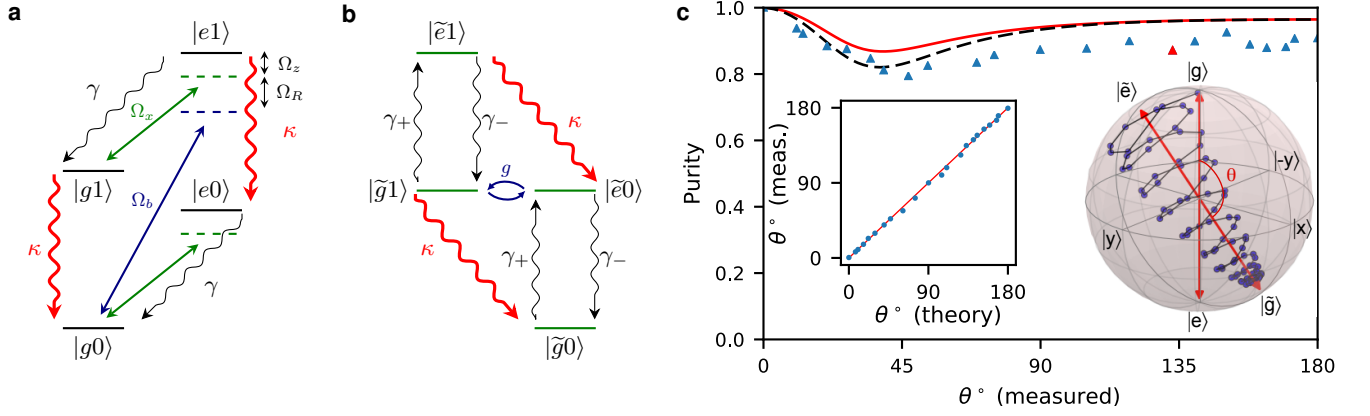 a
|e1⟩
Ω_z
Ω_R
γ
Ω_x
κ
|g1⟩
|e0⟩
Ω_b
κ
γ
|g0⟩
b
|ẽ1⟩
γ+
γ−
κ
g
|g̃1⟩
|ẽ0⟩
κ
γ+
γ−
|g̃0⟩
c
1.0
0.8
0.6
0.4
0.2
0.0
Purity
0
45
90
135
180
θ° (measured)
180
90
0
θ° (meas.)
0
90
180
θ° (theory)
|g⟩
|ẽ⟩
|-y⟩
θ
|x⟩
|y⟩
|e⟩
|g̃⟩